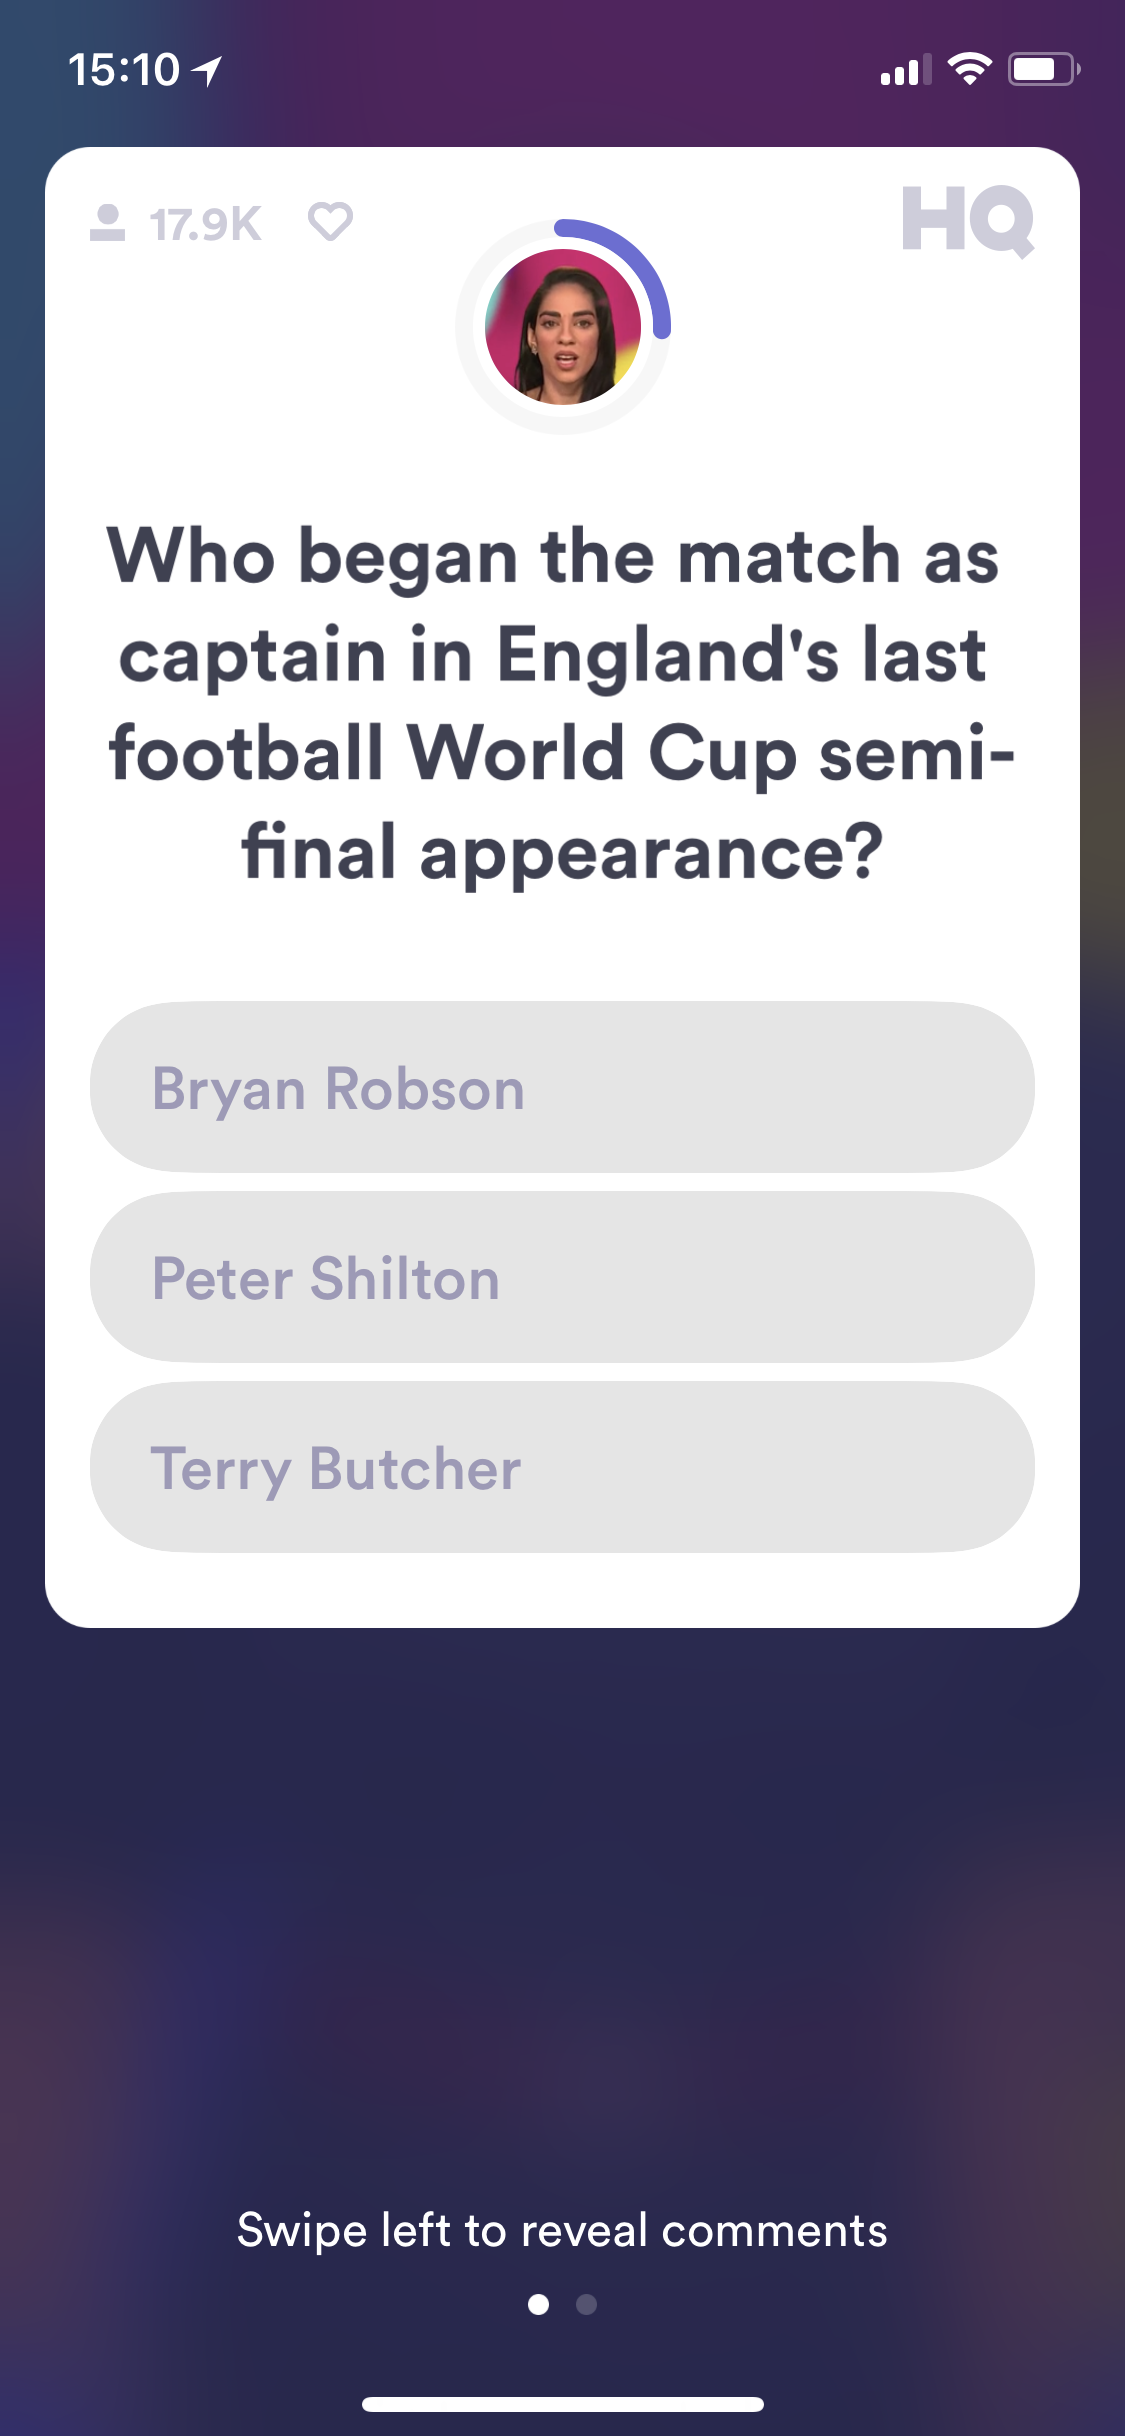 15:10
17.9K
HQ
Who began the match as
captain in England's last
football World Cup semi-
final appearance?
Bryan Robson
Peter Shilton
Terry Butcher
Swipe left to reveal comments